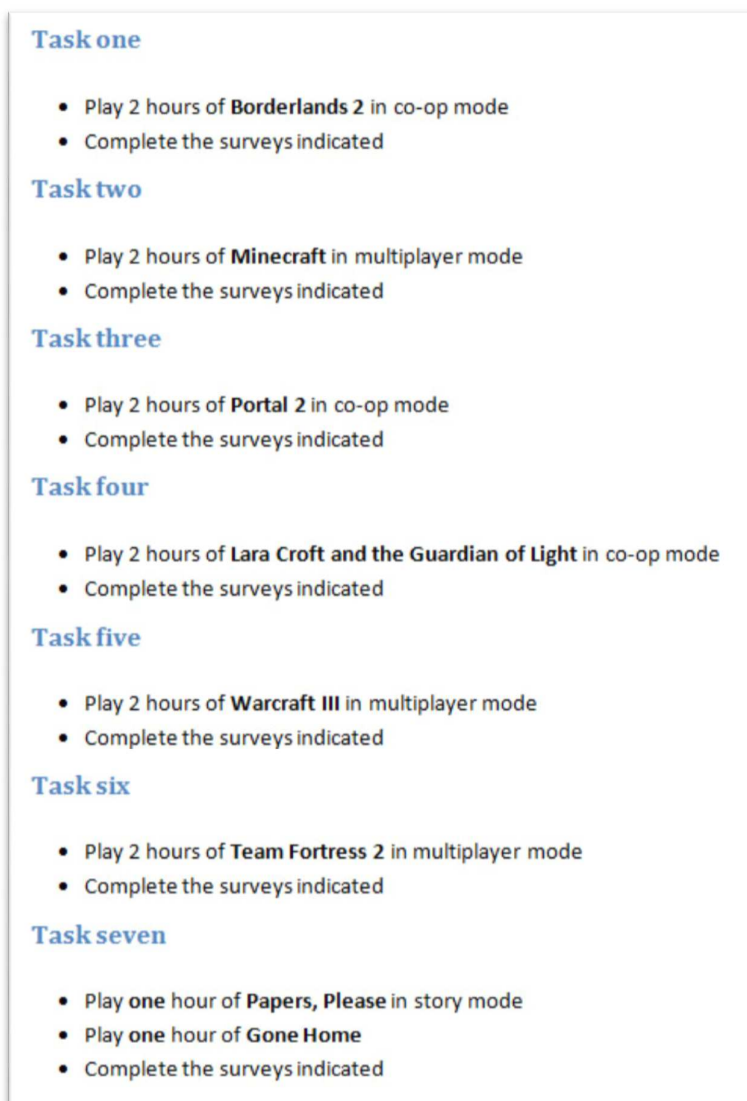 Task one
• Play 2 hours of Borderlands 2 in co-op mode
• Complete the surveys indicated
Task two
• Play 2 hours of Minecraft in multiplayer mode
• Complete the surveys indicated
Task three
• Play 2 hours of Portal 2 in co-op mode
• Complete the surveys indicated
Task four
• Play 2 hours of Lara Croft and the Guardian of Light in co-op mode
• Complete the surveys indicated
Task five
• Play 2 hours of Warcraft III in multiplayer mode
• Complete the surveys indicated
Task six
• Play 2 hours of Team Fortress 2 in multiplayer mode
• Complete the surveys indicated
Task seven
• Play one hour of Papers, Please in story mode
• Play one hour of Gone Home
• Complete the surveys indicated